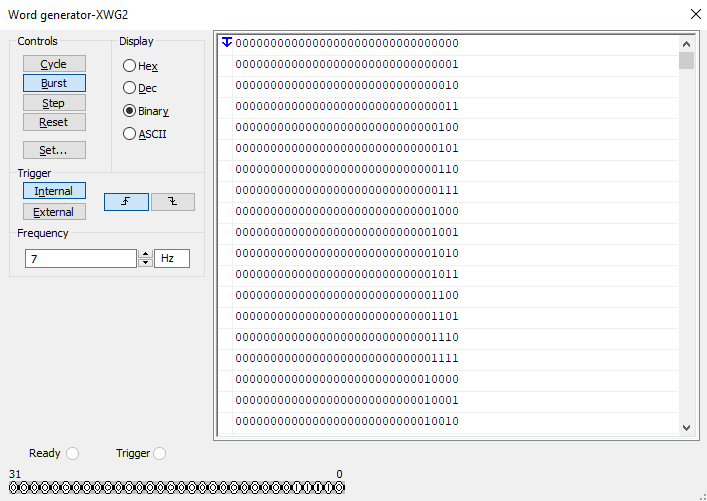 Word generator-XWG2
Controls
Cycle
Burst
Step
Reset
Set...
Display
Hex
Dec
Binary
ASCII
Trigger
Internal
External
Frequency
7 Hz
00000000000000000000000000000000
00000000000000000000000000000001
00000000000000000000000000000010
00000000000000000000000000000011
00000000000000000000000000000100
00000000000000000000000000000101
00000000000000000000000000000110
00000000000000000000000000000111
00000000000000000000000000001000
00000000000000000000000000001001
00000000000000000000000000001010
00000000000000000000000000001011
00000000000000000000000000001100
00000000000000000000000000001101
00000000000000000000000000001110
00000000000000000000000000001111
00000000000000000000000000010000
00000000000000000000000000010001
00000000000000000000000000010010
Ready Trigger
31 0